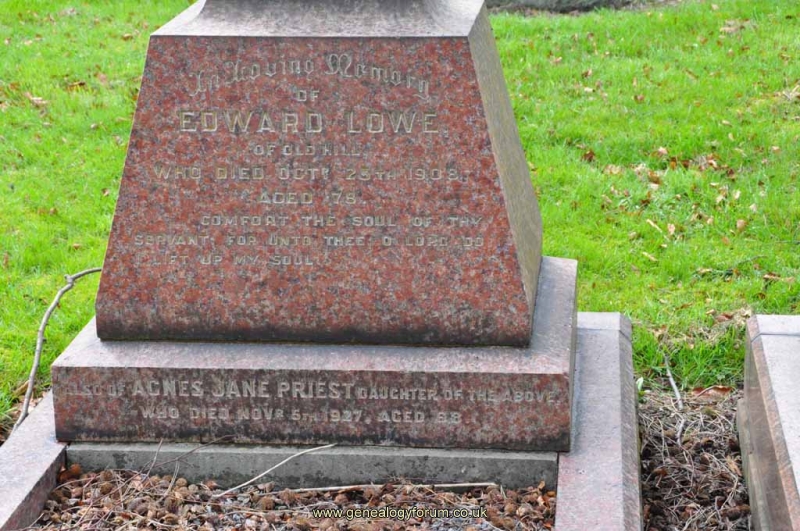 In Loving Memory
OF
EDWARD LOWE
OF OLD HILL
WHO DIED OCTR 25TH 1908.
AGED 78.
COMFORT THE SOUL OF THY
SERVANT: FOR UNTO THEE: O LORD DO
I LIFT UP MY SOUL.
ALSO OF AGNES JANE PRIEST DAUGHTER OF THE ABOVE,
WHO DIED NOVR 5TH 1927, AGED
www.genealogyforum.co.uk